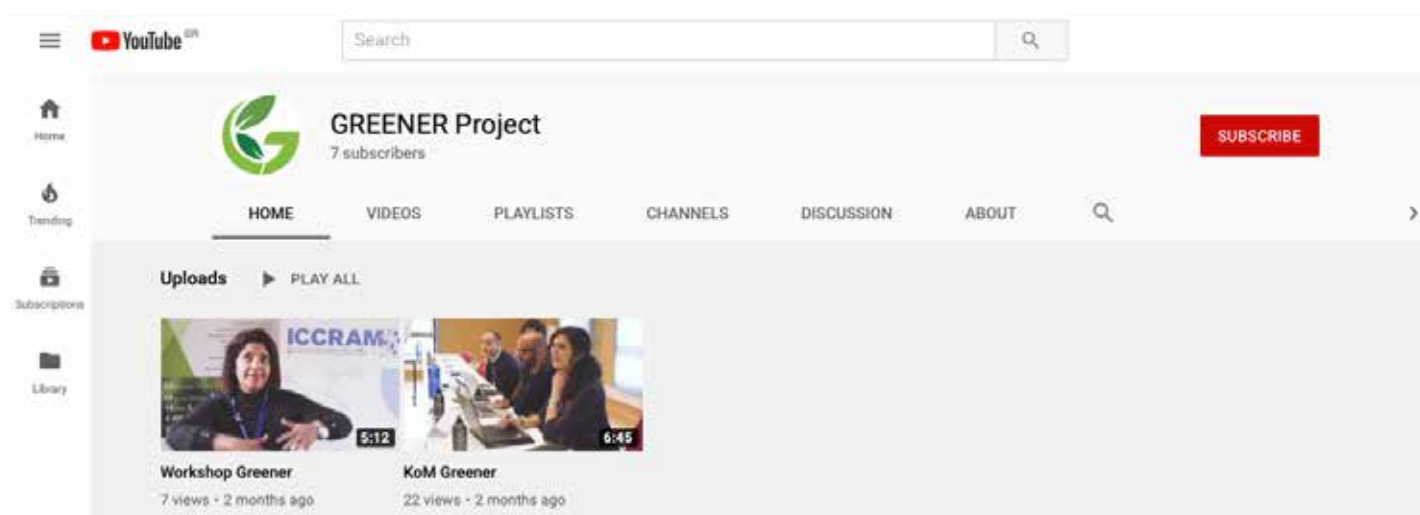 YouTube GR
Search
Home
Trending
Subscriptions
Library
GREENER Project
7 subscribers
SUBSCRIBE
HOME VIDEOS PLAYLISTS CHANNELS DISCUSSION ABOUT
Uploads PLAY ALL
ICCRAM
5:12
6:45
Workshop Greener
7 views • 2 months ago
KoM Greener
22 views • 2 months ago